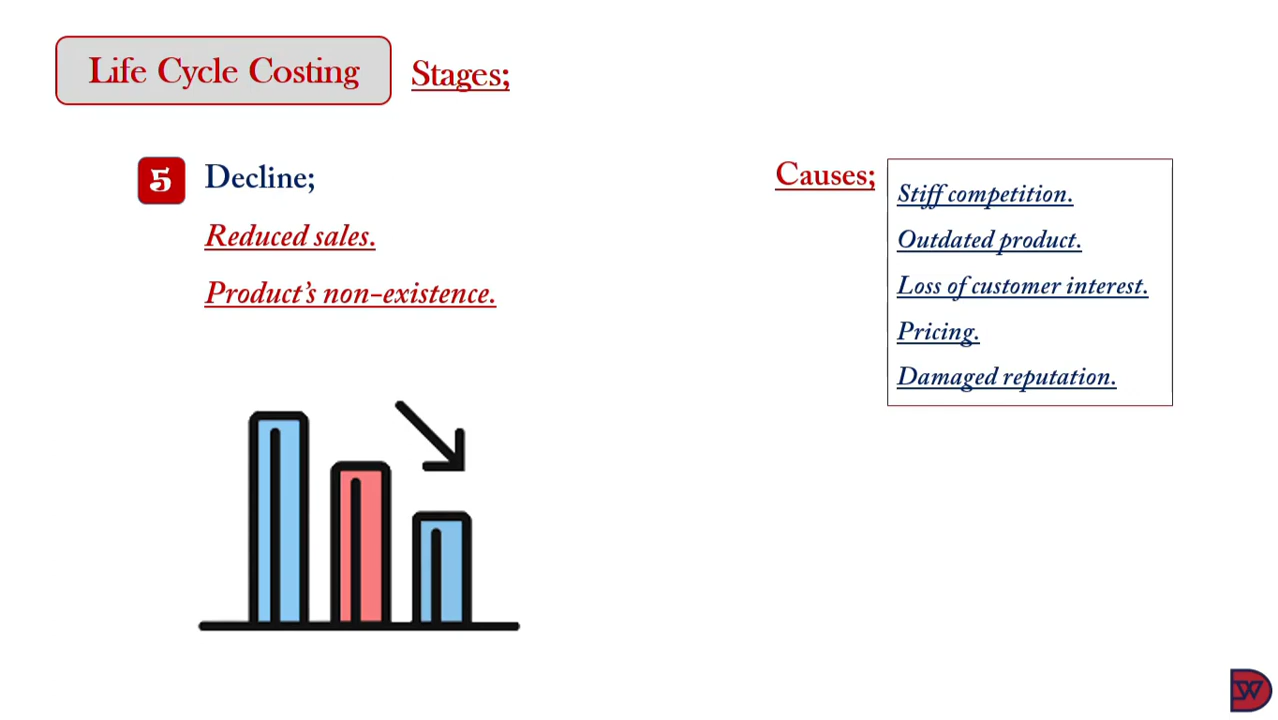 Life Cycle Costing
Stages;
5
Decline;
Reduced sales.
Product's non-existence.
Causes;
Stiff competition.
Outdated product.
Loss of customer interest.
Pricing.
Damaged reputation.
DW